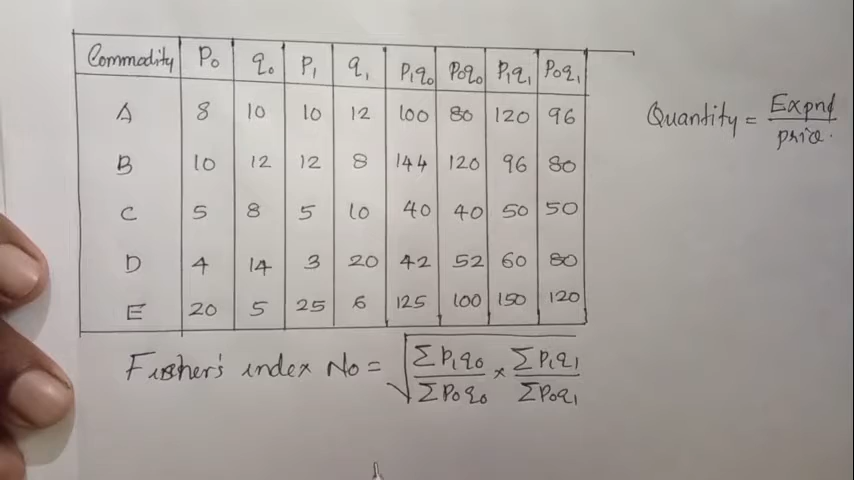 Commodity P0 q0 P1 q1 P1q0 P0q0 P1q1 P0q1
A 8 10 10 12 100 80 120 96
B 10 12 12 8 144 120 96 80
C 5 8 5 10 40 40 50 50
D 4 14 3 20 42 52 60 80
E 20 5 25 6 125 100 150 120
Quantity = Expnd / price.
Fisher's index No = √(ΣP1q0 / ΣP0q0 × ΣP1q1 / ΣP0q1)